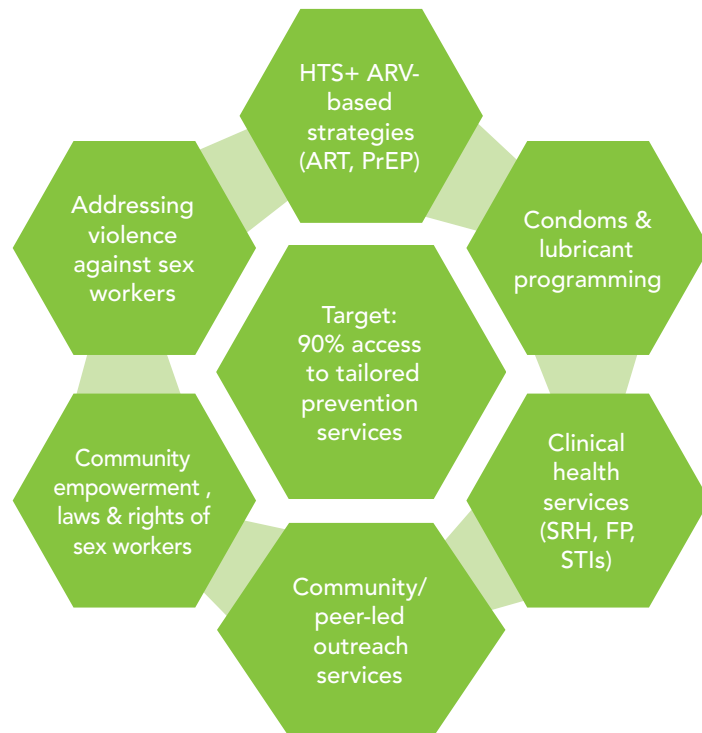 HTS+ ARV-
based
strategies
(ART, PrEP)
Condoms &
lubricant
programming
Clinical
health
services
(SRH, FP,
STIs)
Community/
peer-led
outreach
services
Community
empowerment ,
laws & rights of
sex workers
Addressing
violence
against sex
workers
Target:
90% access
to tailored
prevention
services